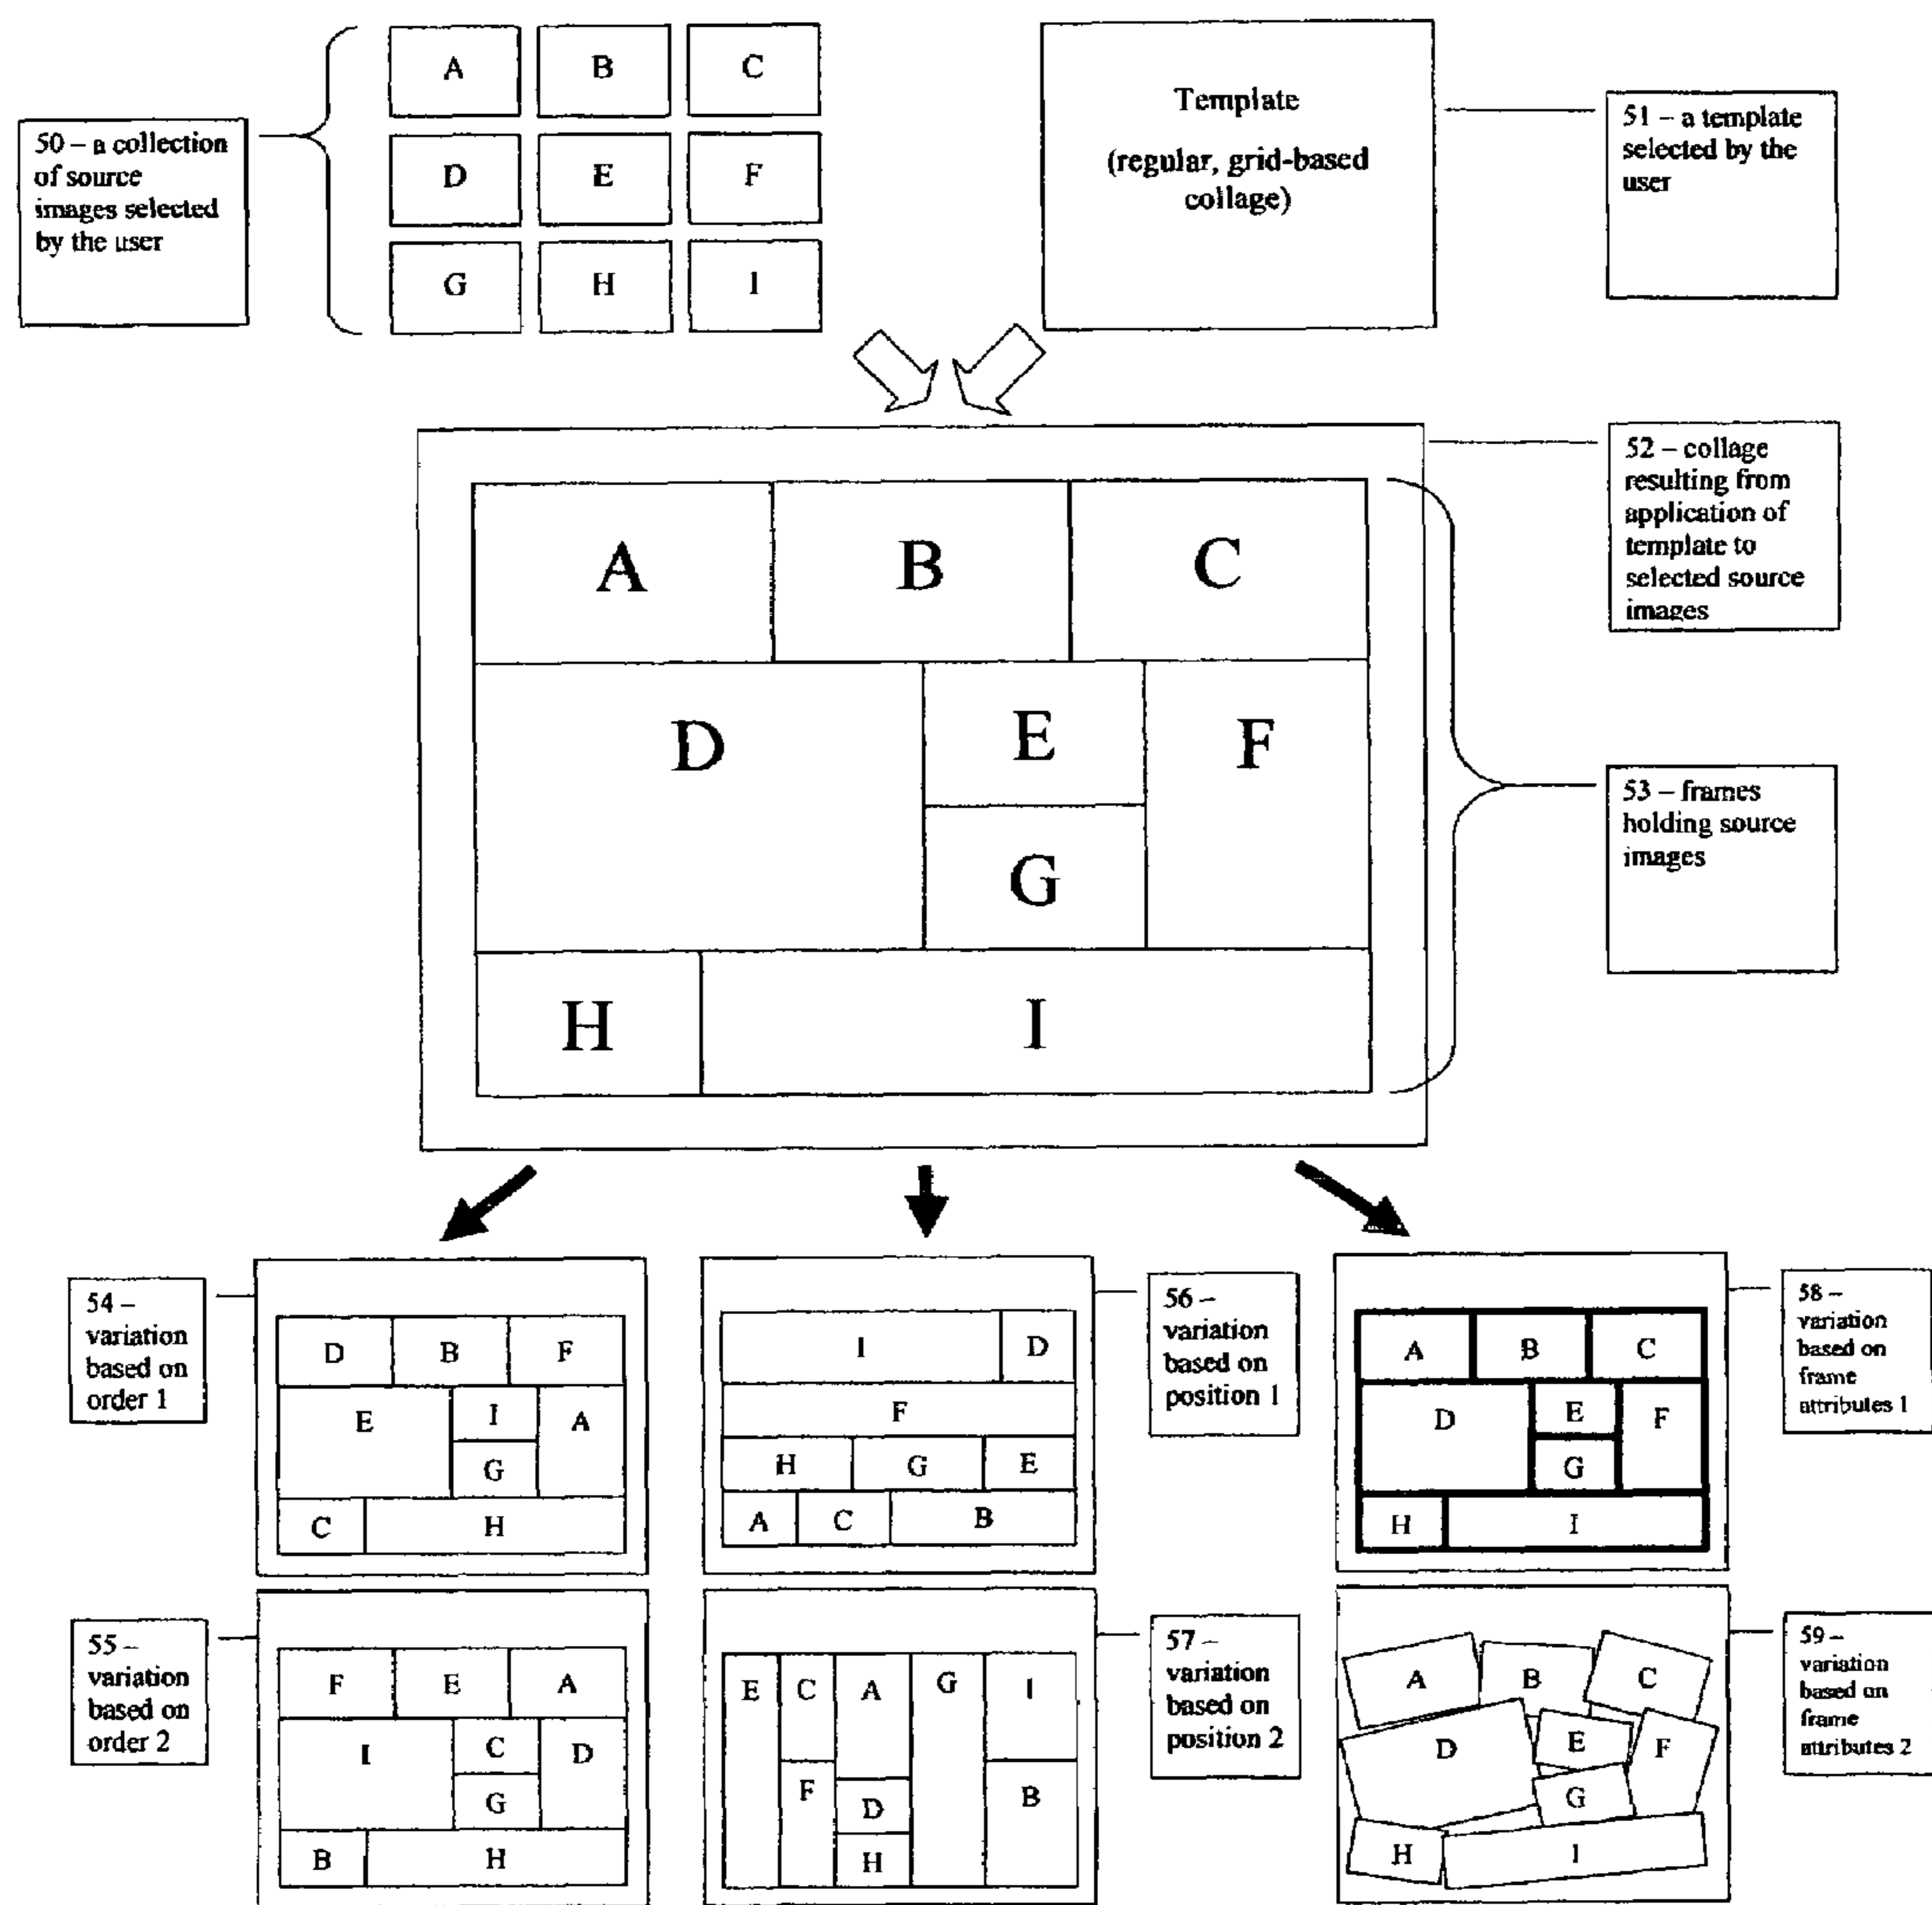 A B C
50 – a collection
of source
images selected
by the user
D E F
G H I
Template
(regular, grid-based
collage)
51 – a template
selected by the
user
52 – collage
resulting from
application of
template to
selected source
images
A B C
D E F
G
H I
53 – frames
holding source
images
54 –
variation
based on
order 1
D B F
E I A
G
C H
56 –
variation
based on
position 1
I D
F
H G E
A C B
58 –
variation
based on
frame
attributes 1
A B C
D E F
G
H I
55 –
variation
based on
order 2
F E A
I C D
G
B H
57 –
variation
based on
position 2
E C A G I
F D B
H
59 –
variation
based on
frame
attributes 2
A B C
D E F
G
H I